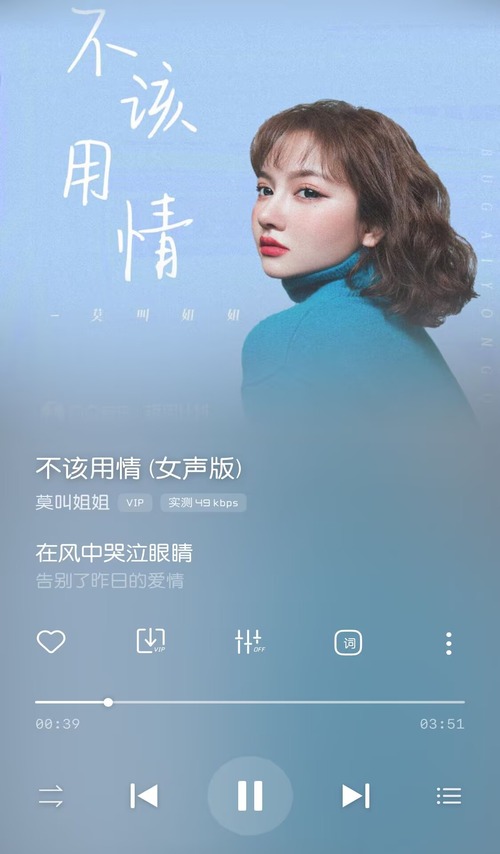 不
该
用
情
- 莫叫姐姐
不该用情 (女声版)
莫叫姐姐 VIP 实测 49 kbps
在风中哭泣眼睛
告别了昨日的爱情
VIP OFF 词
00:39 03:51